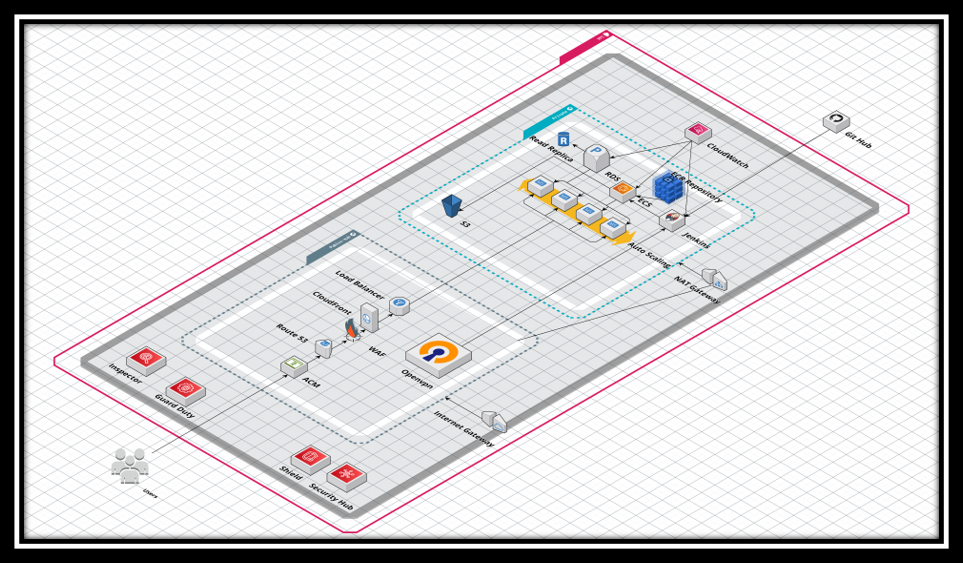 Git Hub
CloudWatch
Read Replica
RDS
ECR Repository
ECS
S3
Jenkins
Auto Scaling
NAT Gateway
Load Balancer
CloudFront
Route 53
WAF
ACM
Openvpn
Internet Gateway
Inspector
Guard Duty
Shield
Security Hub
Users